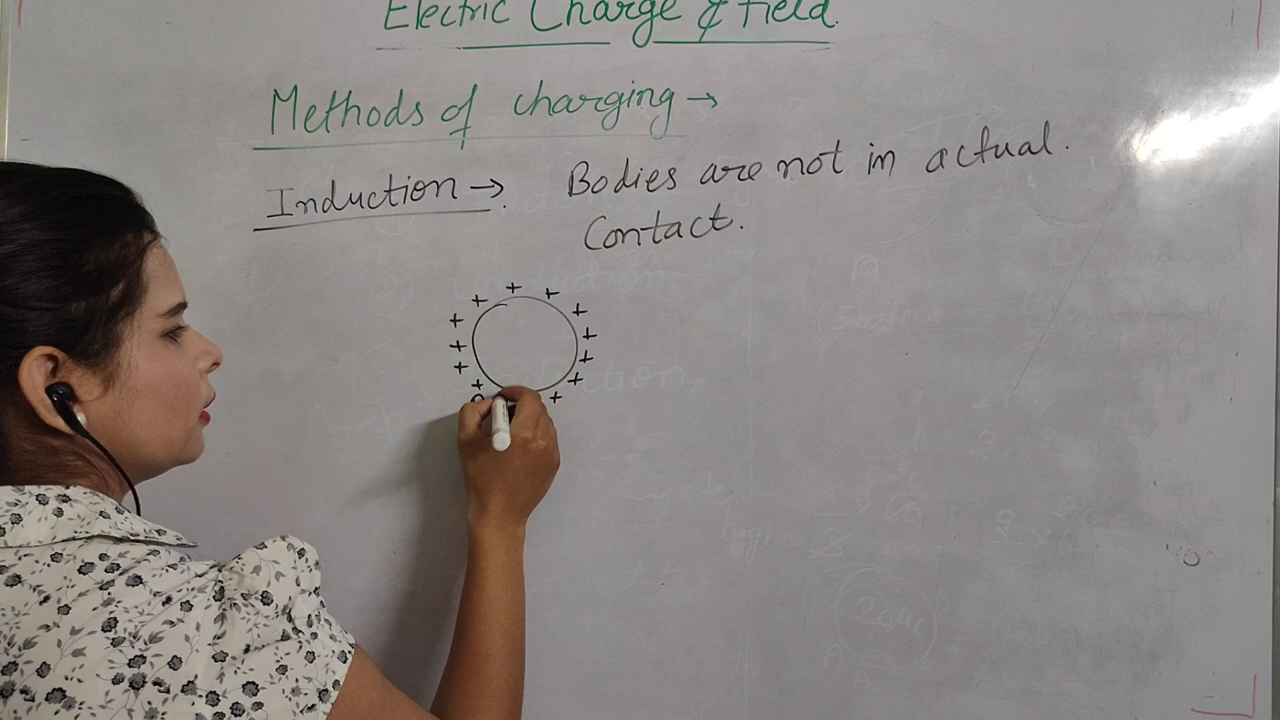 Electric Charge & Field.
Methods of charging →
Induction → Bodies are not in actual.
Contact.
+ + + + + + + + + + + + +